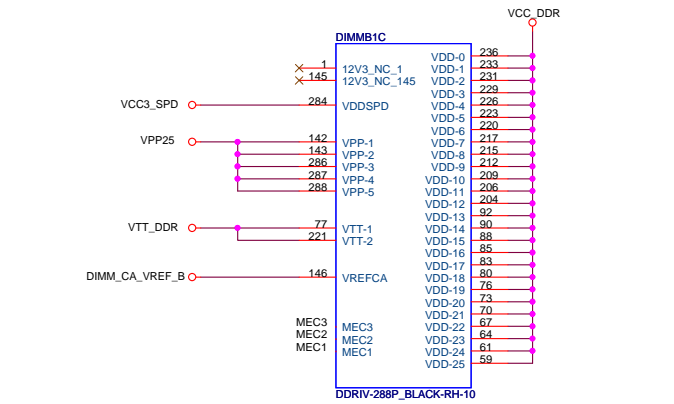 VCC_DDR
DIMMB1C
VDD-0 236
1 12V3_NC_1 VDD-1 233
145 12V3_NC_145 VDD-2 231
VDD-3 229
VCC3_SPD 284 VDDSPD VDD-4 226
VDD-5 223
VDD-6 220
VPP25 142 VPP-1 VDD-7 217
143 VPP-2 VDD-8 215
286 VPP-3 VDD-9 212
287 VPP-4 VDD-10 209
288 VPP-5 VDD-11 206
VDD-12 204
VDD-13 92
VTT_DDR 77 VTT-1 VDD-14 90
221 VTT-2 VDD-15 88
VDD-16 85
VDD-17 83
DIMM_CA_VREF_B 146 VREFCA VDD-18 80
VDD-19 76
VDD-20 73
VDD-21 70
MEC3 MEC3 VDD-22 67
MEC2 MEC2 VDD-23 64
MEC1 MEC1 VDD-24 61
VDD-25 59
DDRIV-288P_BLACK-RH-10